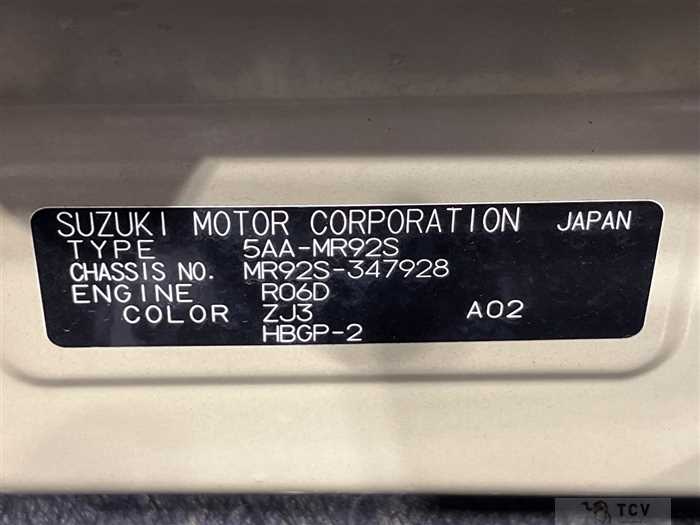 SUZUKI MOTOR CORPORATION JAPAN
TYPE 5AA-MR92S
CHASSIS NO. MR92S-347928
ENGINE R06D
COLOR ZJ3 A02
HBGP-2
TCV